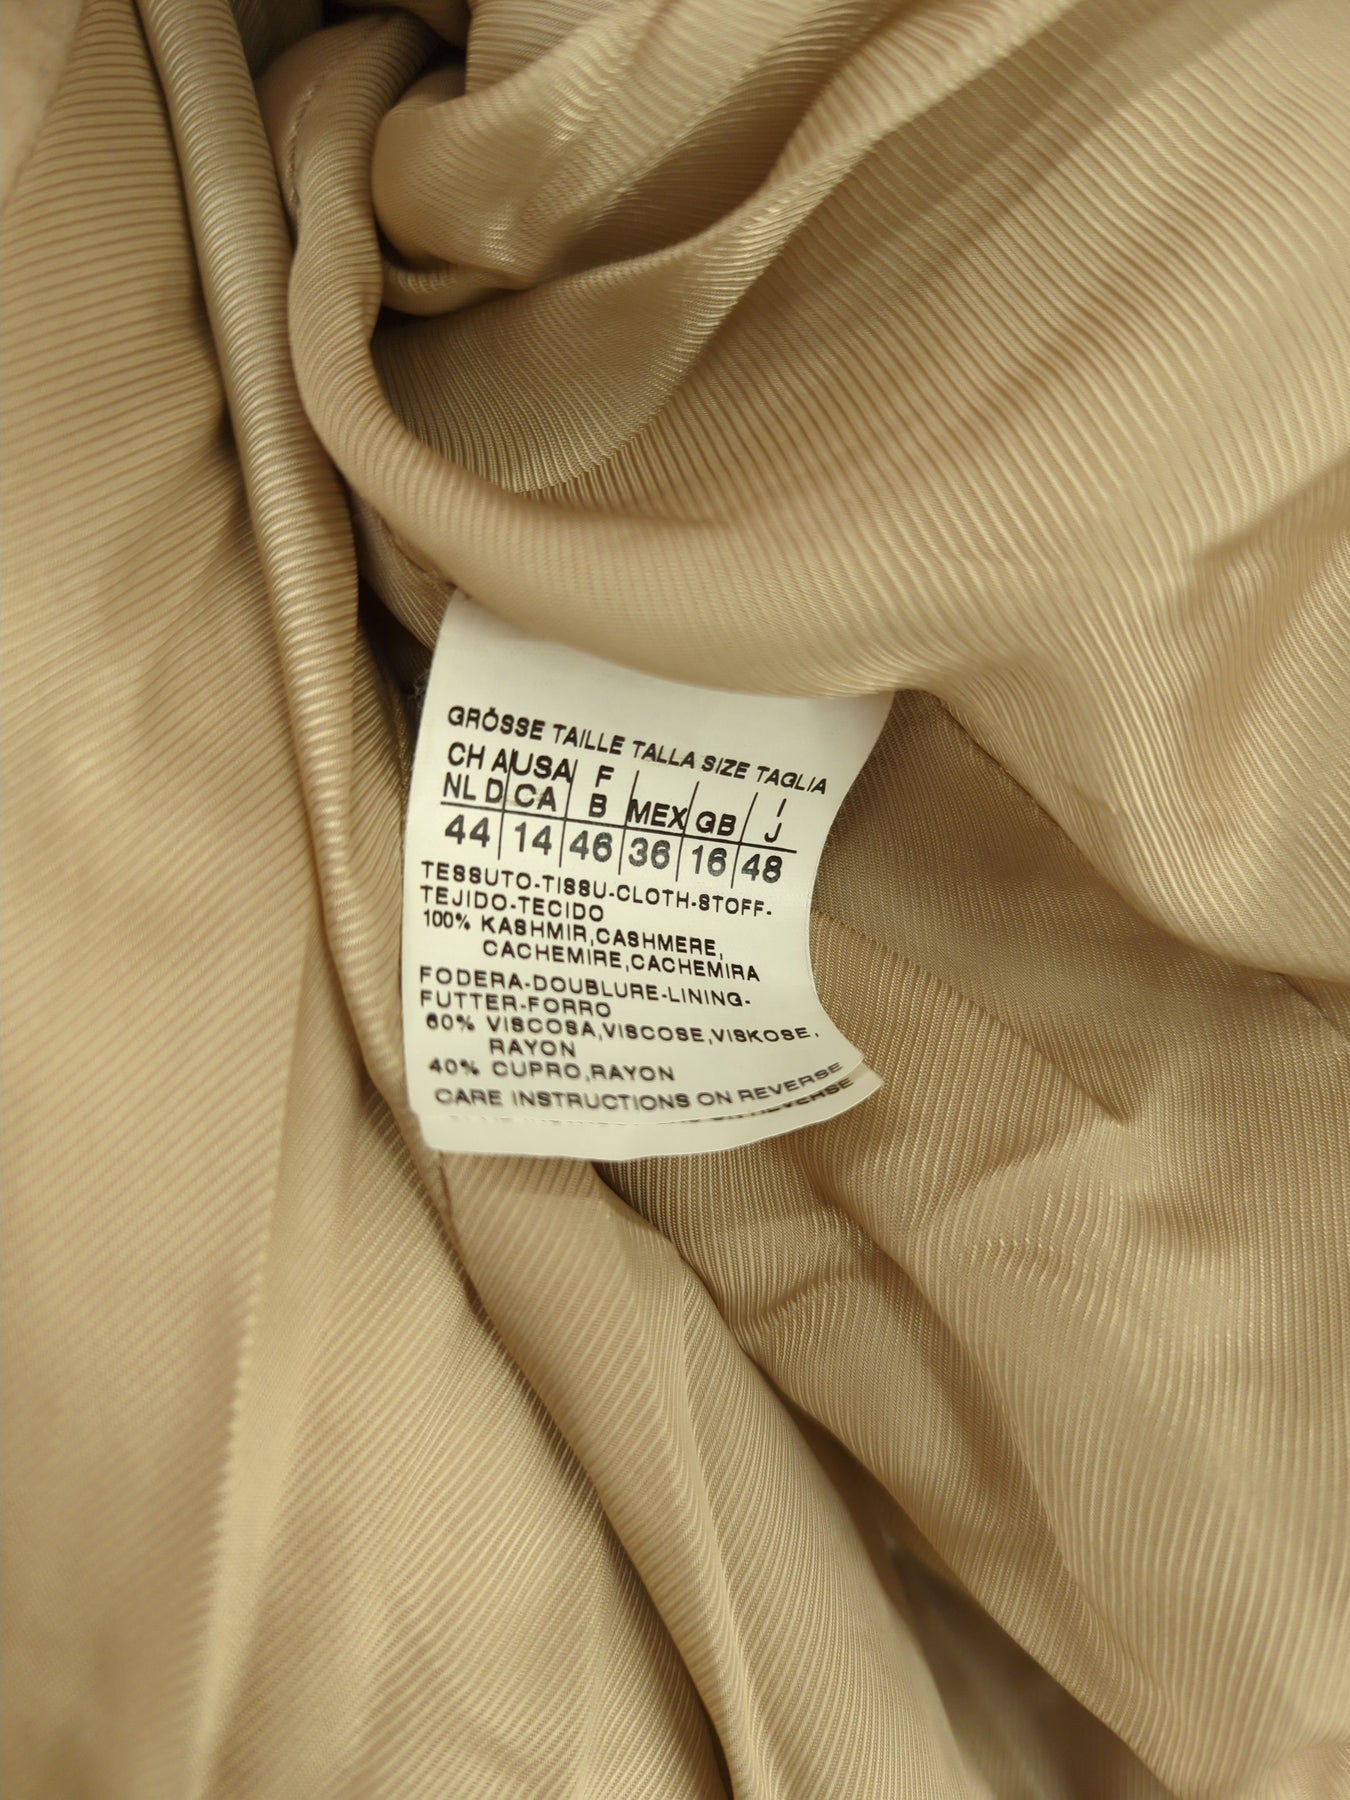 GRÖSSE TAILLE TALLA SIZE TAGLIA
CH A USA F I
NL D CA B MEX GB J
44 14 46 36 16 48
TESSUTO-TISSU-CLOTH-STOFF-
TEJIDO-TECIDO
100% KASHMIR,CASHMERE,
CACHEMIRE,CACHEMIRA
FODERA-DOUBLURE-LINING-
FUTTER-FORRO
60% VISCOSA,VISCOSE,VISKOSE,
RAYON
40% CUPRO,RAYON
CARE INSTRUCTIONS ON REVERSE